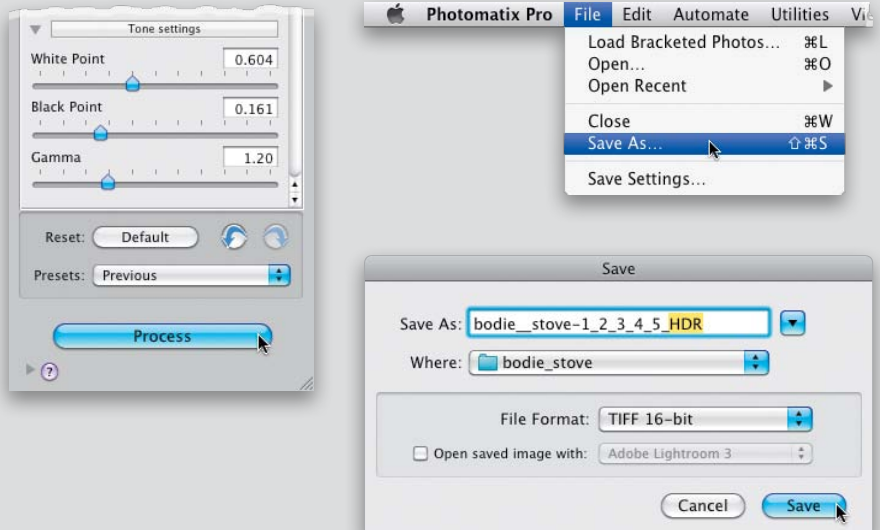 Tone settings
White Point 0.604
Black Point 0.161
Gamma 1.20
Reset: Default
Presets: Previous
Process
?
Photomatix Pro File Edit Automate Utilities
Load Bracketed Photos... ⌘L
Open... ⌘O
Open Recent
Close ⌘W
Save As... ⇧⌘S
Save Settings...
Save
Save As: bodie__stove-1_2_3_4_5_HDR
Where: bodie_stove
File Format: TIFF 16-bit
Open saved image with: Adobe Lightroom 3
Cancel Save